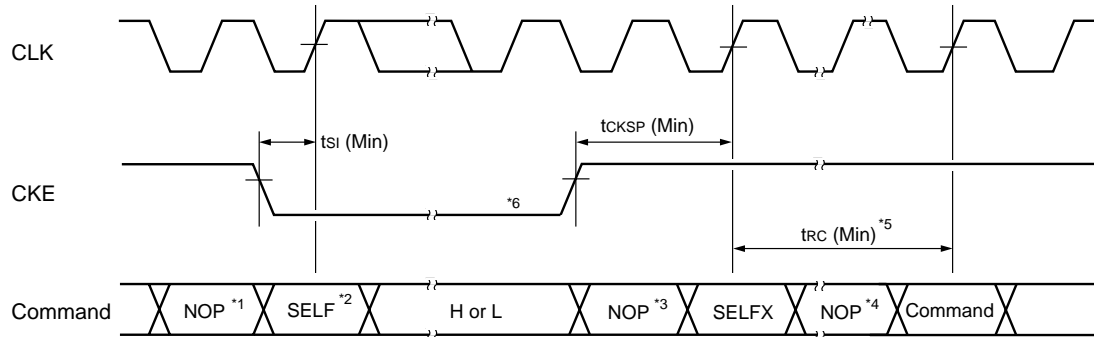 CLK
tSI (Min)
tCKSP (Min)
CKE
*6
tRC (Min) *5
Command
NOP *1
SELF *2
H or L
NOP *3
SELFX
NOP *4
Command